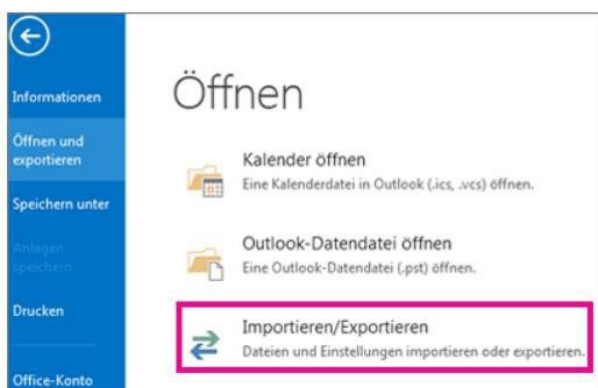 Informationen
Öffnen und
exportieren
Speichern unter
Anlagen
speichern
Drucken
Office-Konto
Öffnen
Kalender öffnen
Eine Kalenderdatei in Outlook (.ics, .vcs) öffnen.
Outlook-Datendatei öffnen
Eine Outlook-Datendatei (.pst) öffnen.
Importieren/Exportieren
Dateien und Einstellungen importieren oder exportieren.